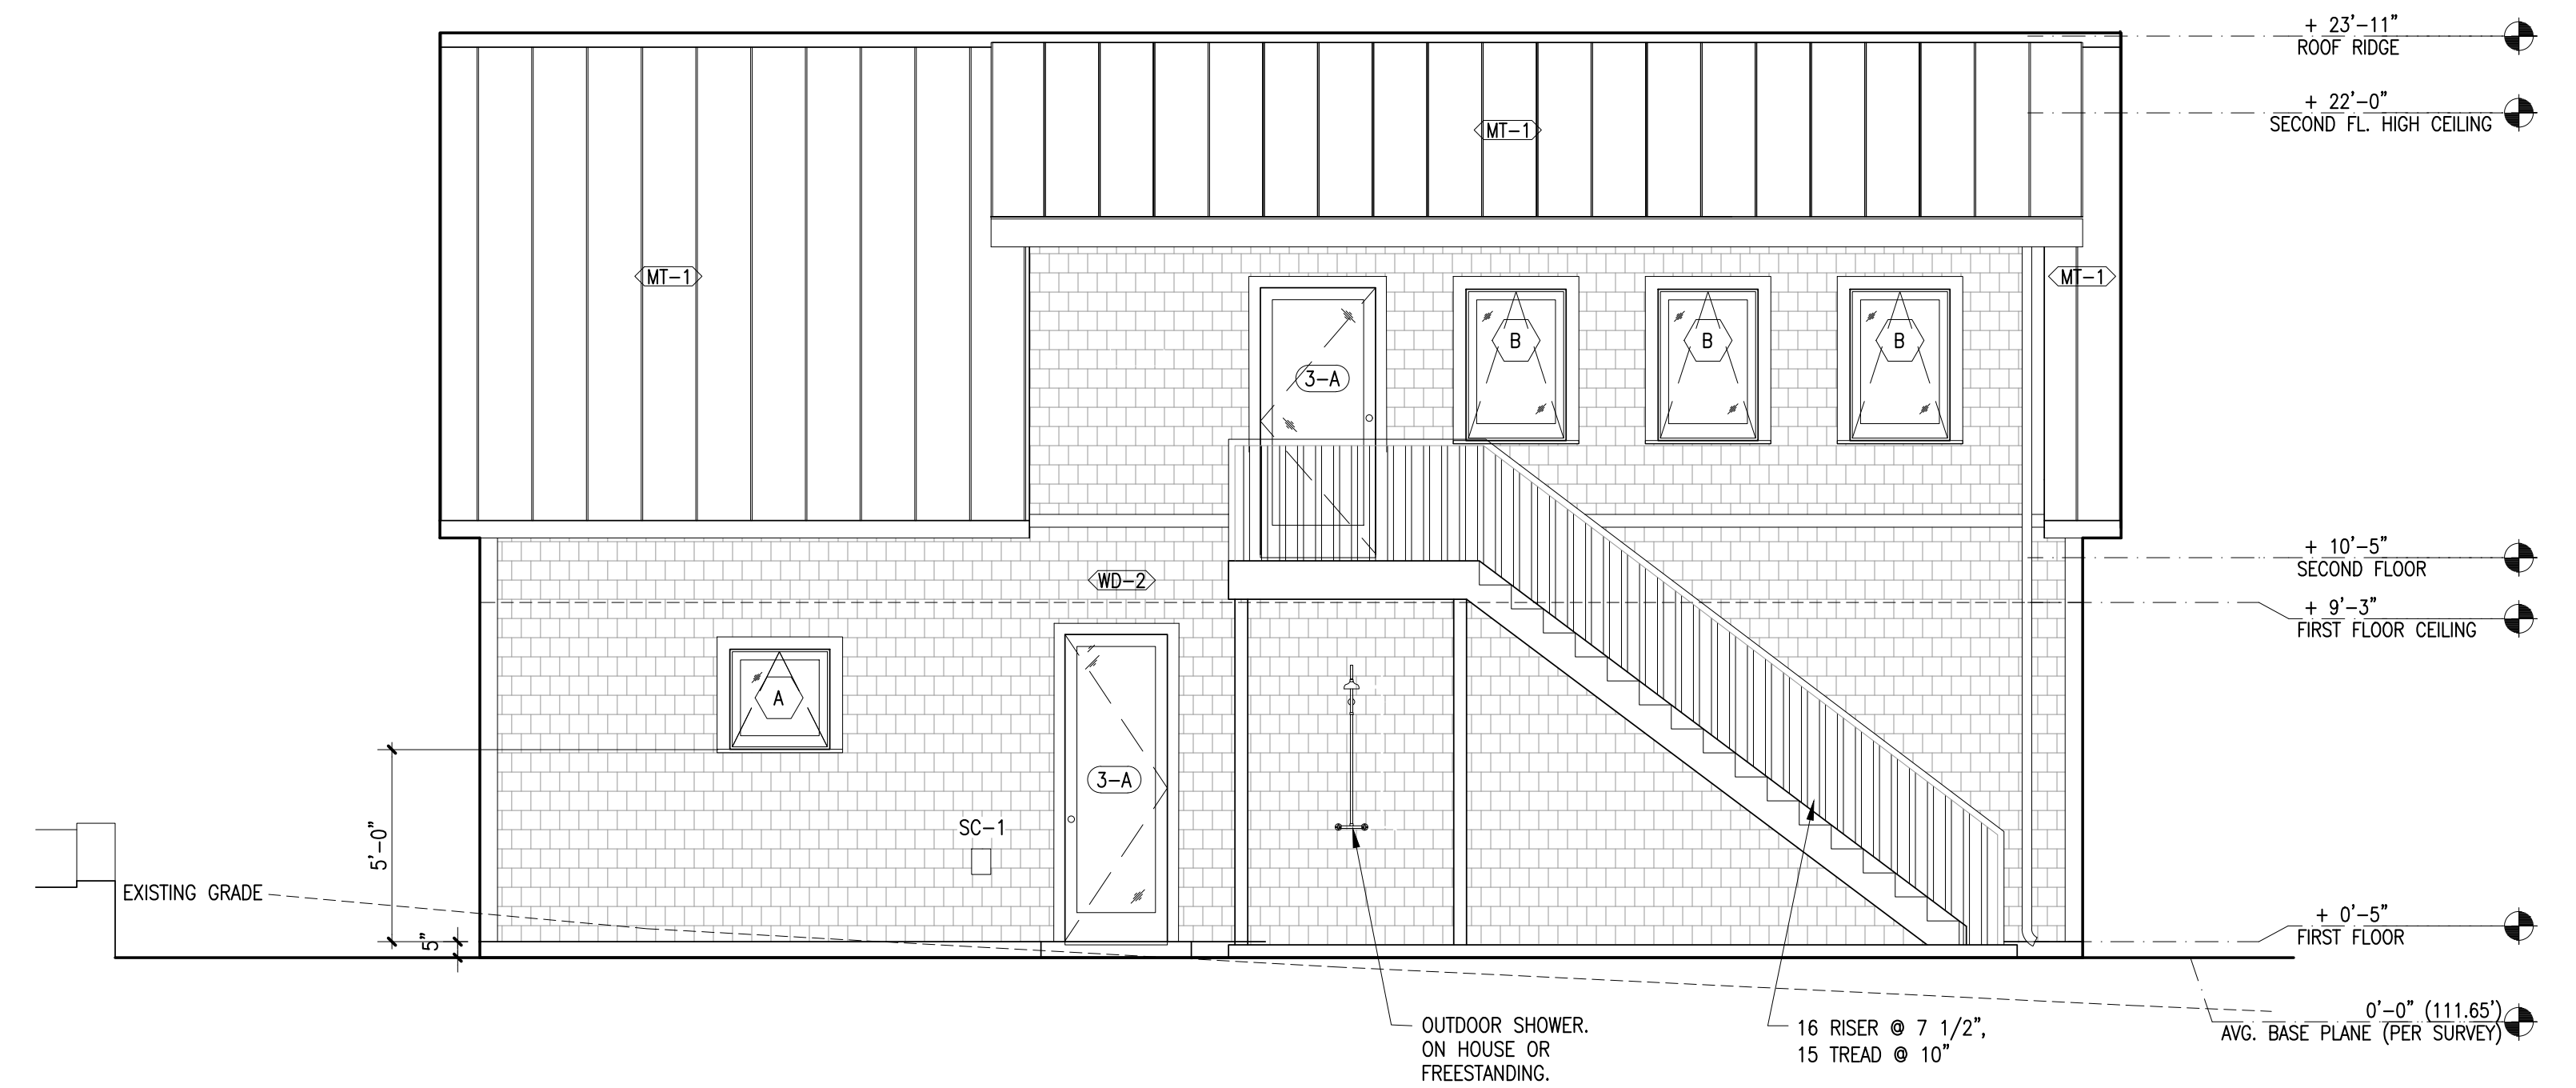 + 23'-11"
ROOF RIDGE
+ 22'-0"
SECOND FL. HIGH CEILING
MT-1
MT-1
MT-1
B
B
B
3-A
+ 10'-5"
SECOND FLOOR
WD-2
+ 9'-3"
FIRST FLOOR CEILING
A
3-A
SC-1
5'-0"
EXISTING GRADE
5"
+ 0'-5"
FIRST FLOOR
0'-0" (111.65')
AVG. BASE PLANE (PER SURVEY)
OUTDOOR SHOWER.
ON HOUSE OR
FREESTANDING.
16 RISER @ 7 1/2",
15 TREAD @ 10"